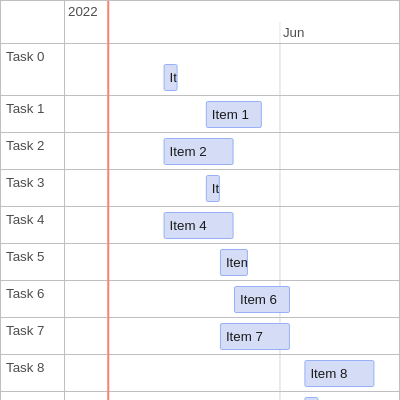 2022
Jun
Task 0
It
Task 1
Item 1
Task 2
Item 2
Task 3
It
Task 4
Item 4
Task 5
Iten
Task 6
Item 6
Task 7
Item 7
Task 8
Item 8